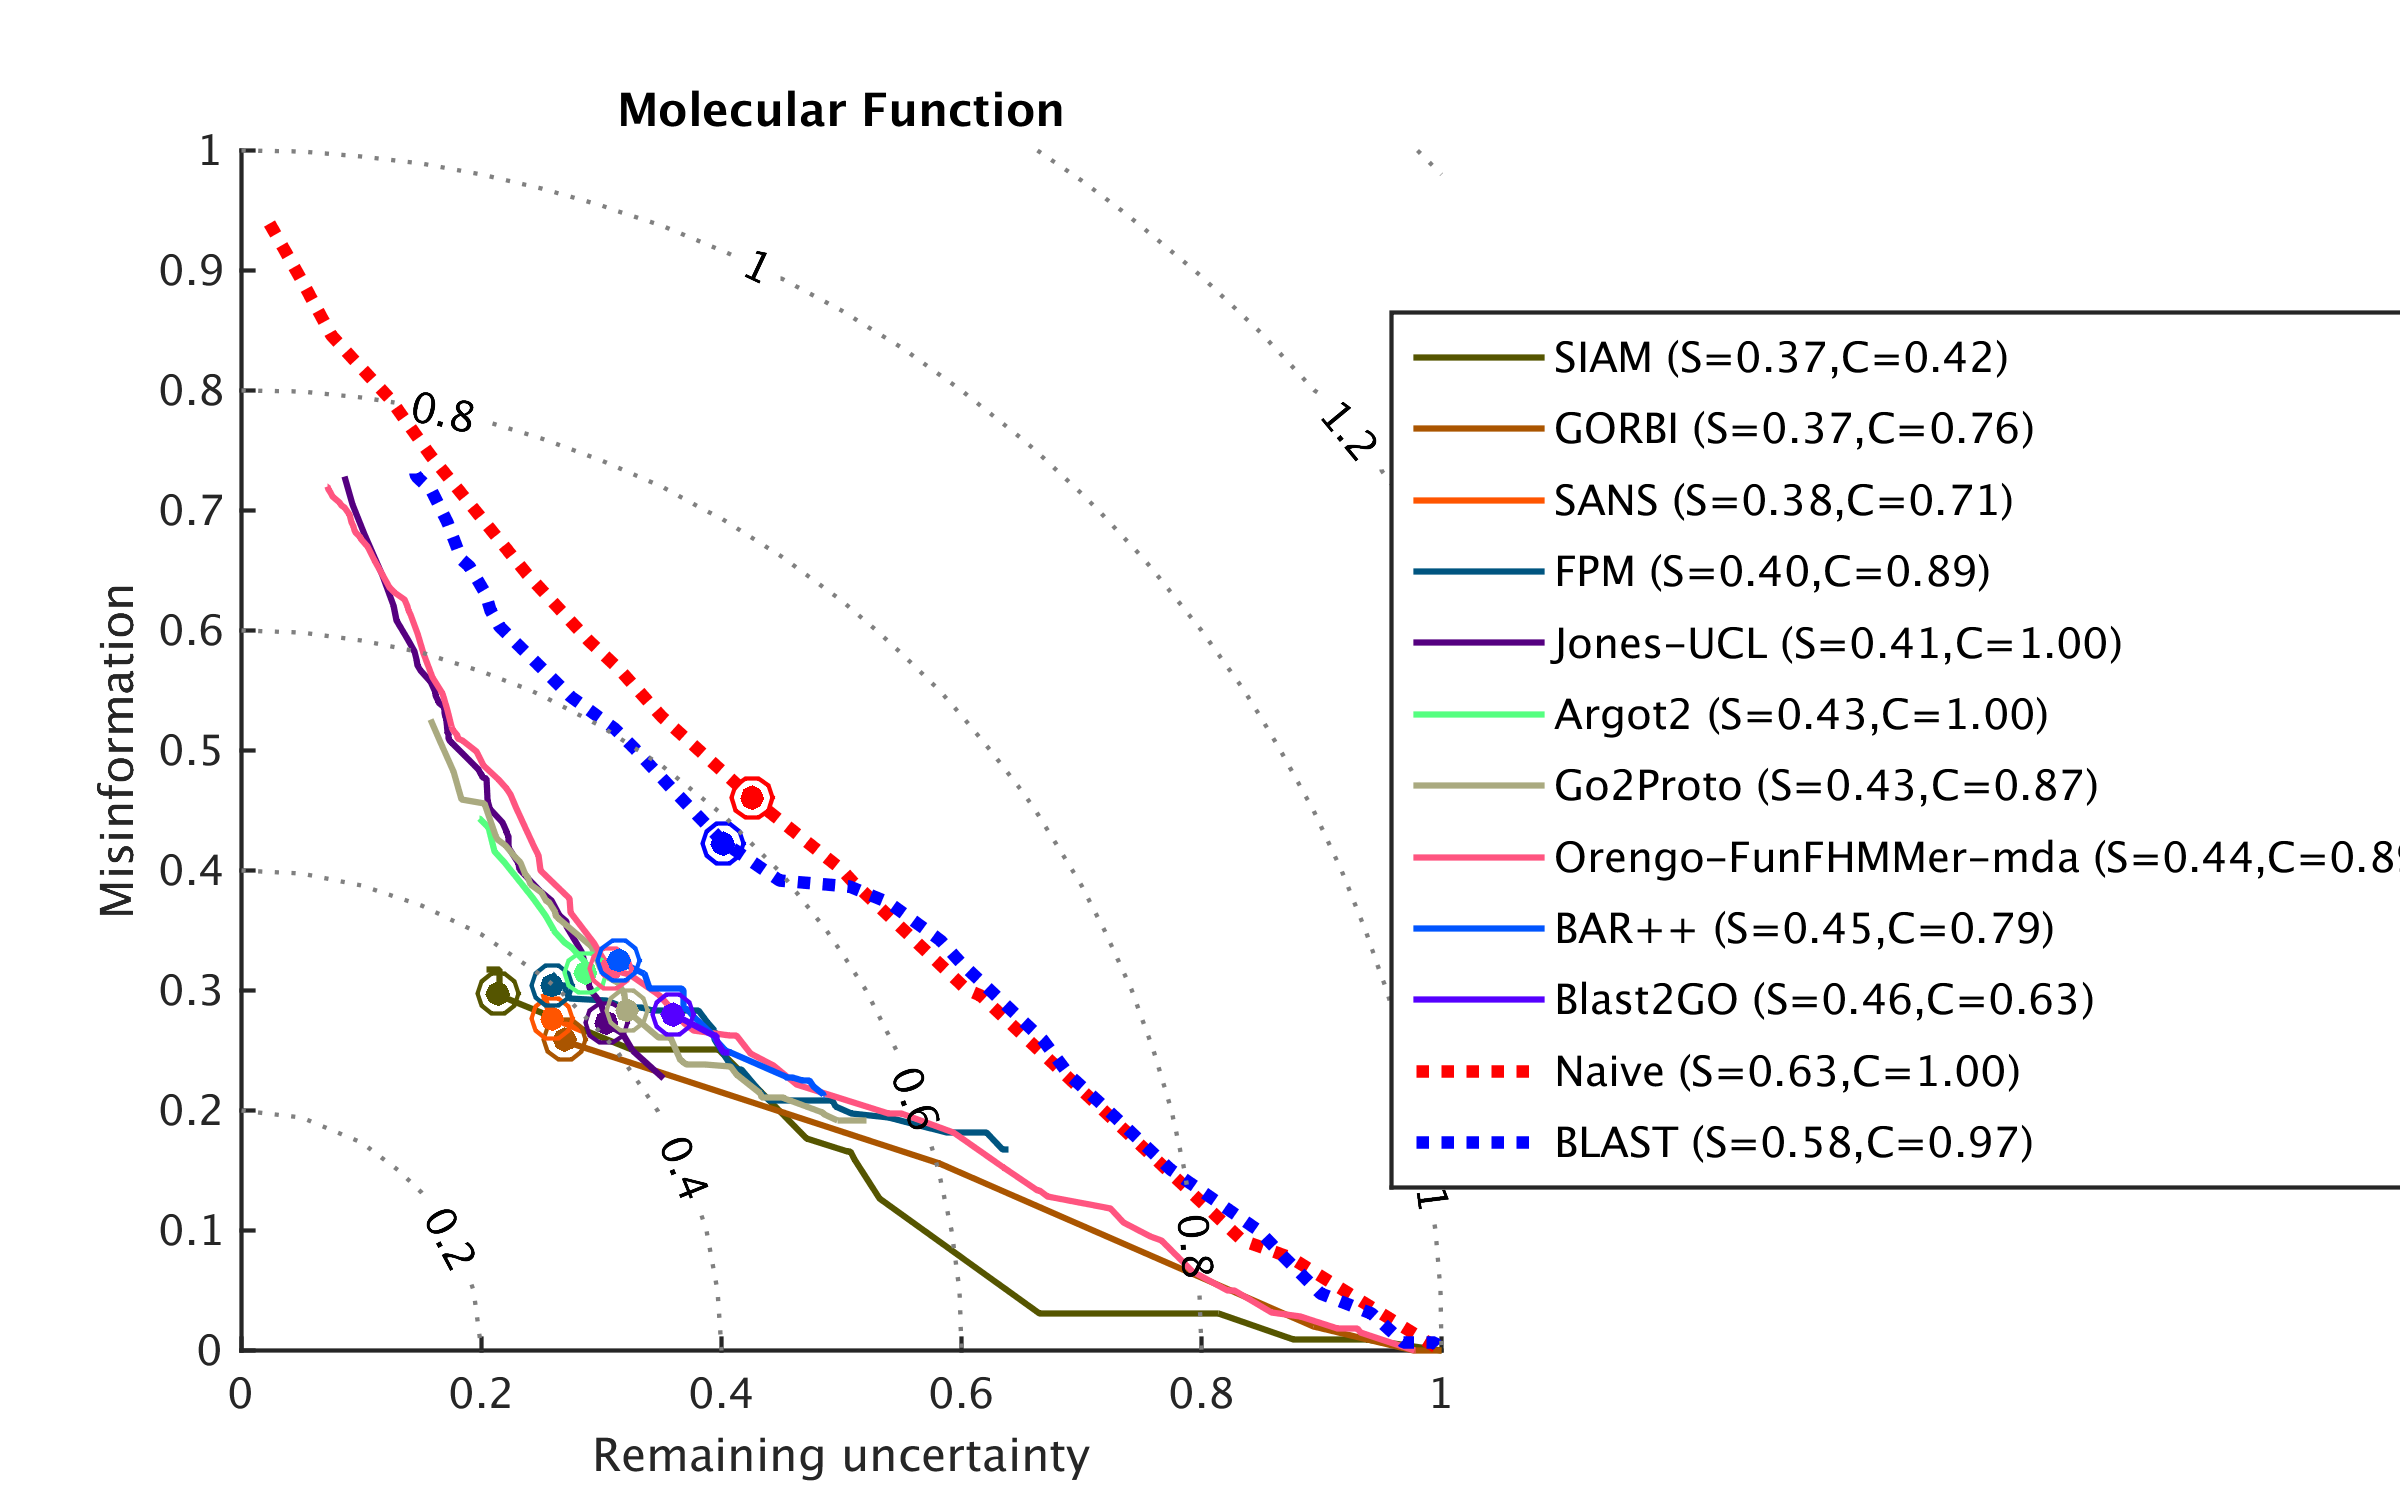 Molecular Function
1
0.9
0.8
0.7
0.6
0.5
0.4
0.3
0.2
0.1
0
Misinformation
0
0.2
0.4
0.6
0.8
1
Remaining uncertainty
1
0.8
1.2
0.6
0.4
0.2
0.8
1
SIAM (S=0.37,C=0.42)
GORBI (S=0.37,C=0.76)
SANS (S=0.38,C=0.71)
FPM (S=0.40,C=0.89)
Jones-UCL (S=0.41,C=1.00)
Argot2 (S=0.43,C=1.00)
Go2Proto (S=0.43,C=0.87)
Orengo-FunFHMMer-mda (S=0.44,C=0.89
BAR++ (S=0.45,C=0.79)
Blast2GO (S=0.46,C=0.63)
Naive (S=0.63,C=1.00)
BLAST (S=0.58,C=0.97)